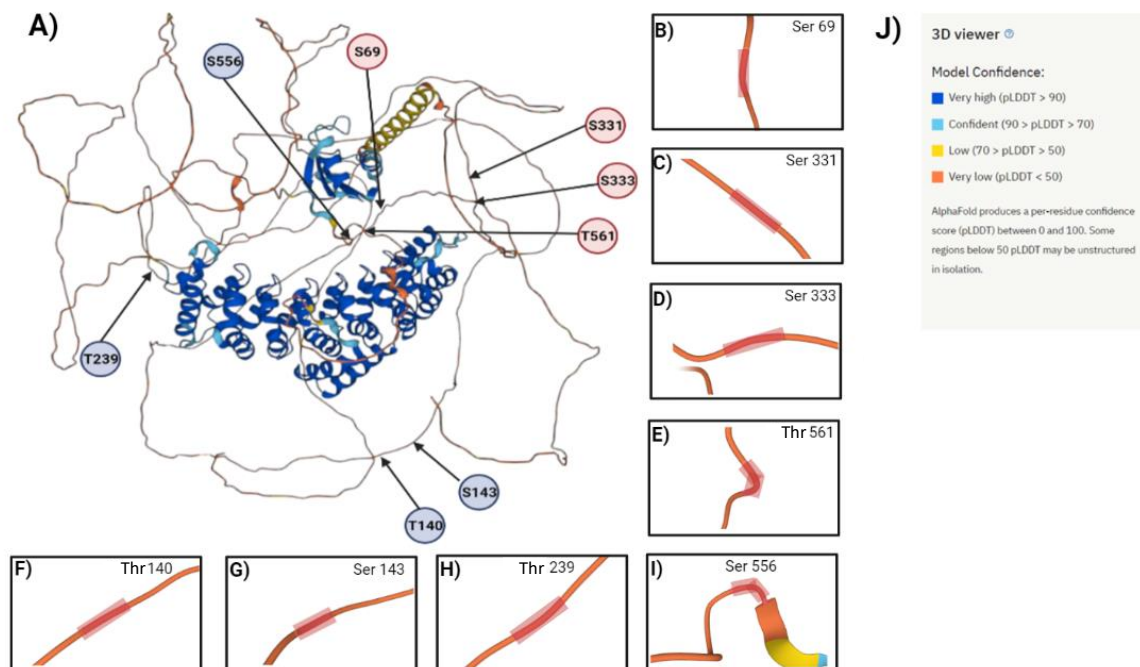 A)
S556
S69
S331
S333
T561
T239
S143
T140
B)
Ser 69
C)
Ser 331
D)
Ser 333
E)
Thr 561
F)
Thr 140
G)
Ser 143
H)
Thr 239
I)
Ser 556
J)
3D viewer ?
Model Confidence:
Very high (pLDDT > 90)
Confident (90 > pLDDT > 70)
Low (70 > pLDDT > 50)
Very low (pLDDT < 50)
AlphaFold produces a per-residue confidence
score (pLDDT) between 0 and 100. Some
regions below 50 pLDDT may be unstructured
in isolation.